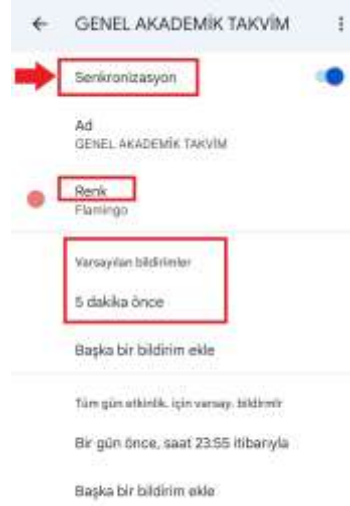 GENEL AKADEMİK TAKVİM
Senkronizasyon
Ad
GENEL AKADEMİK TAKVİM
Renk
Flamingo
Varsayılan bildirimler
5 dakika önce
Başka bir bildirim ekle
Tüm gün etkinlik. için varsay. bildirmlr
Bir gün önce, saat 23:55 itibarıyla
Başka bir bildirim ekle